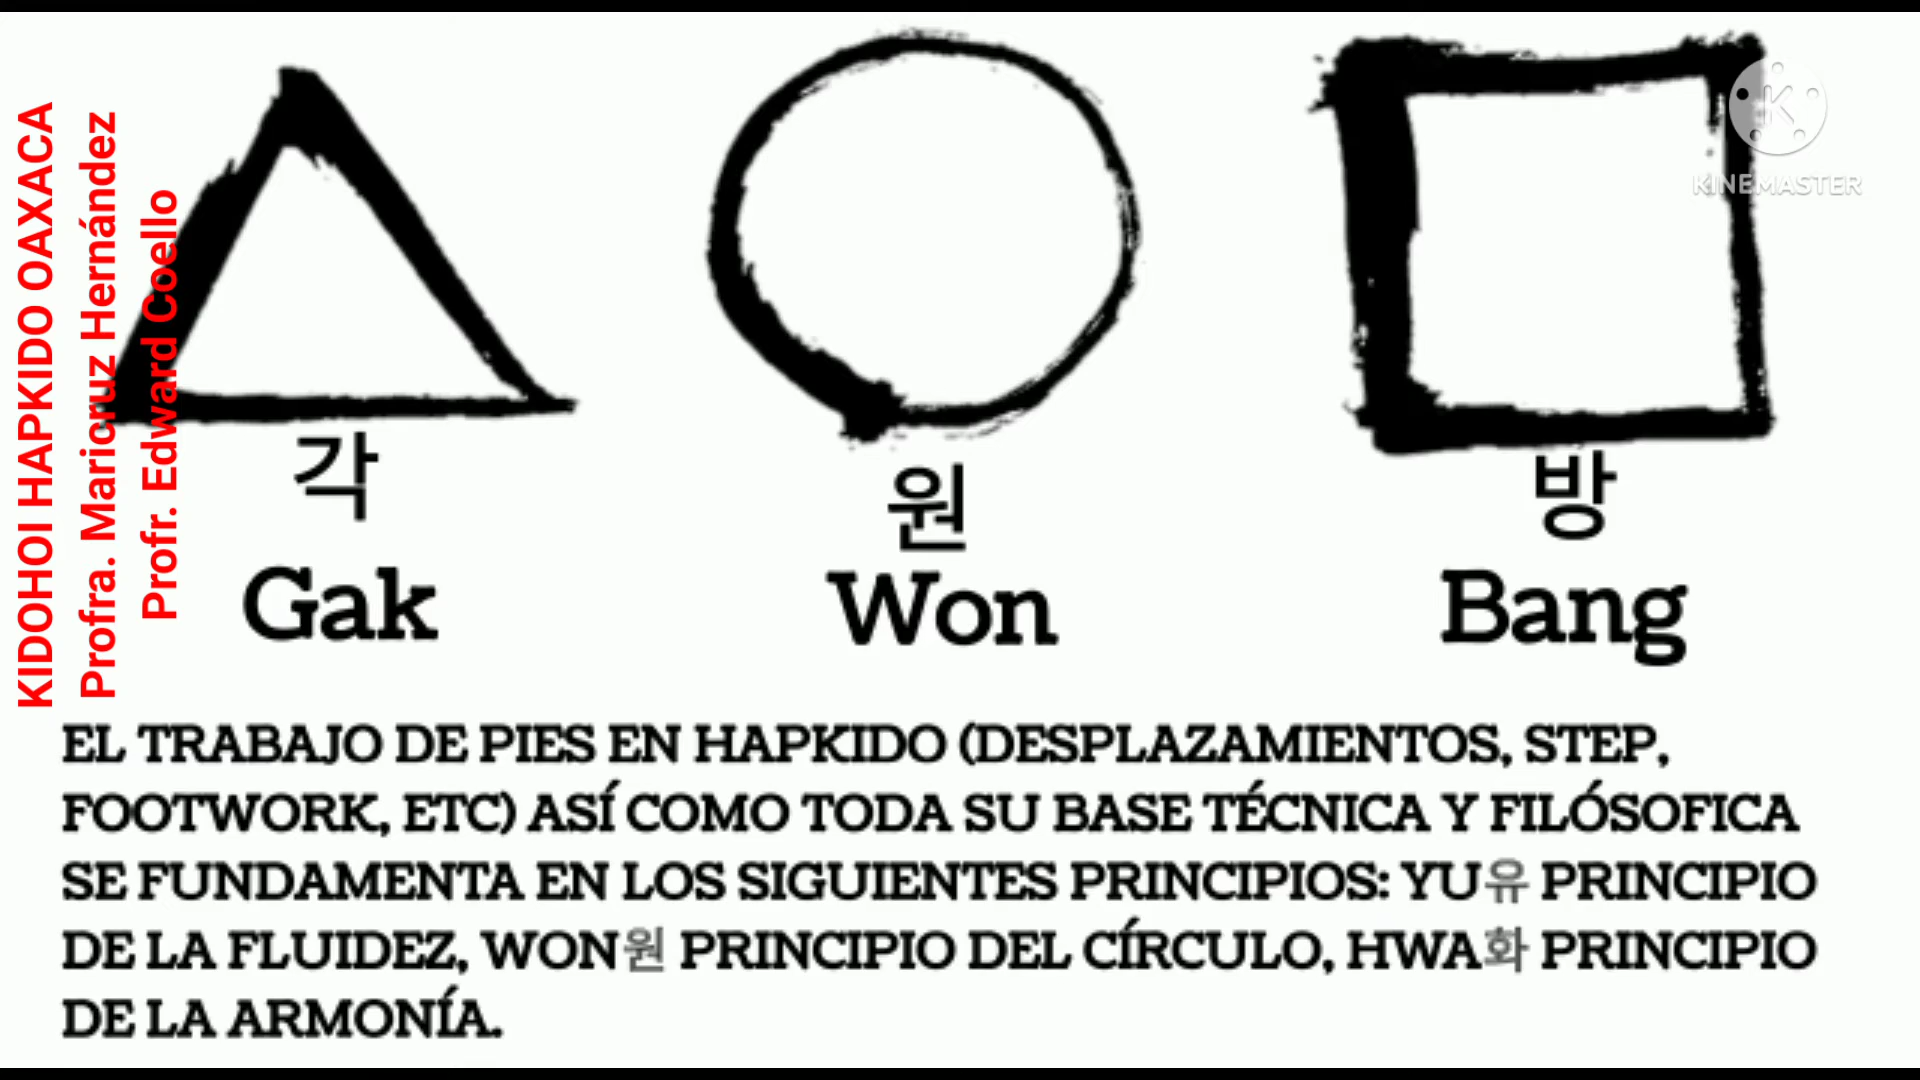 KIDOHOI HAPKIDO OAXACA
Profra. Maricruz Hernández
Profr. Edward Coello
각
Gak
원
Won
방
Bang
KINEMASTER
EL TRABAJO DE PIES EN HAPKIDO (DESPLAZAMIENTOS, STEP,
FOOTWORK, ETC) ASÍ COMO TODA SU BASE TÉCNICA Y FILÓSOFICA
SE FUNDAMENTA EN LOS SIGUIENTES PRINCIPIOS: YU유 PRINCIPIO
DE LA FLUIDEZ, WON원 PRINCIPIO DEL CÍRCULO, HWA화 PRINCIPIO
DE LA ARMONÍA.